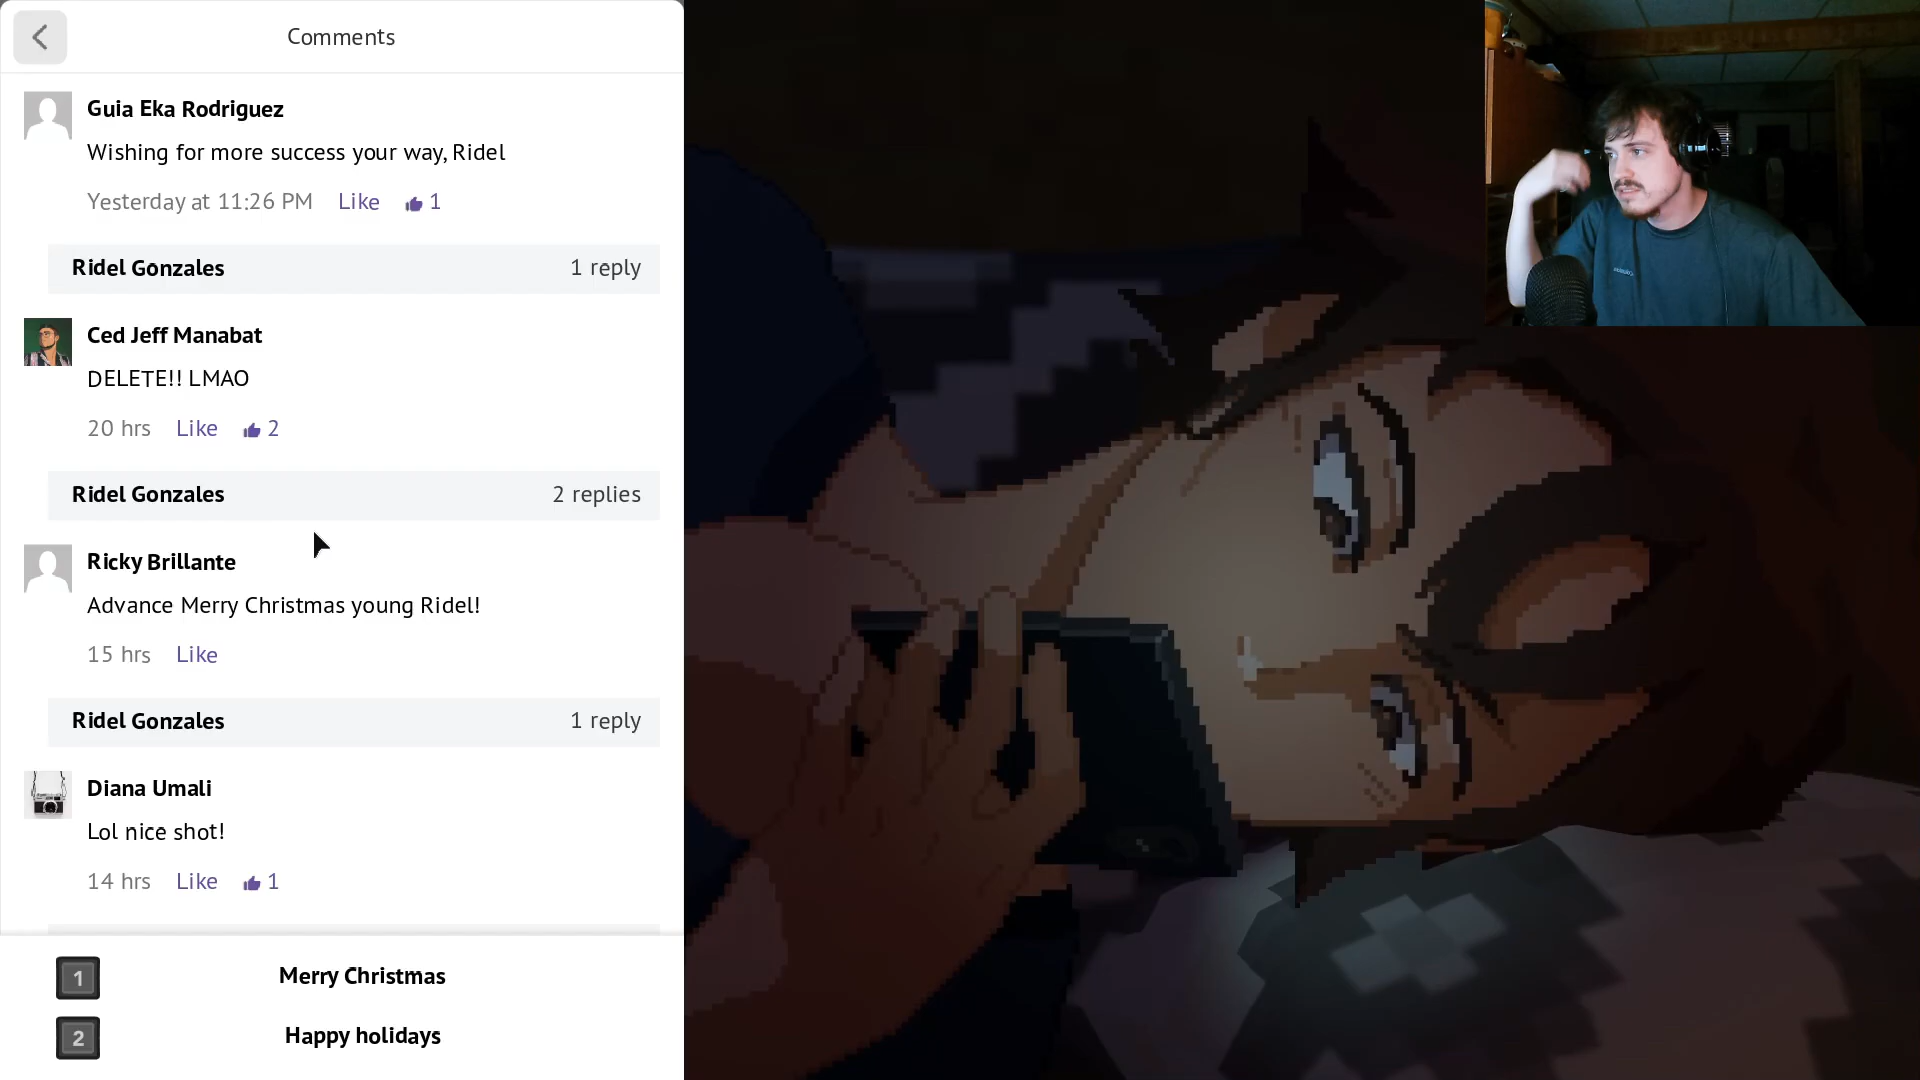 Comments
Guia Eka Rodriguez
Wishing for more success your way, Ridel
Yesterday at 11:26 PM Like 1
Ridel Gonzales 1 reply
Ced Jeff Manabat
DELETE!! LMAO
20 hrs Like 2
Ridel Gonzales 2 replies
Ricky Brillante
Advance Merry Christmas young Ridel!
15 hrs Like
Ridel Gonzales 1 reply
Diana Umali
Lol nice shot!
14 hrs Like 1
1 Merry Christmas
2 Happy holidays